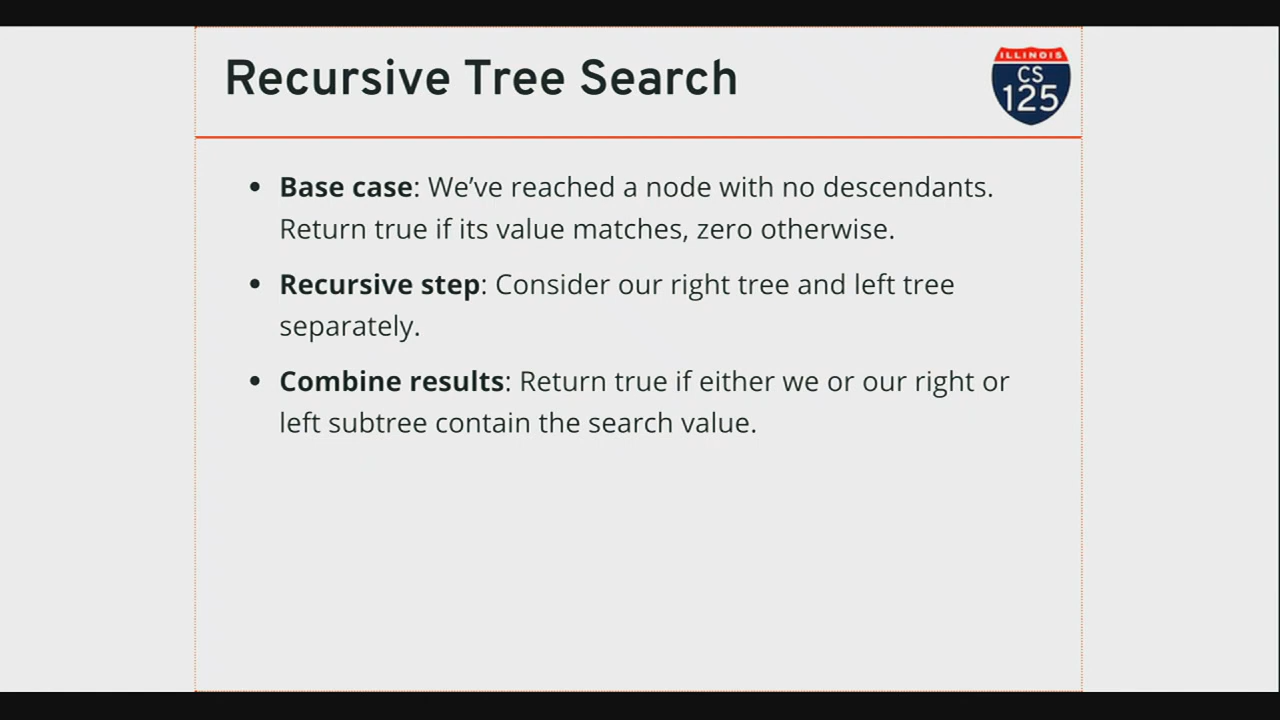 Recursive Tree Search
ILLINOIS
CS
125
• Base case: We’ve reached a node with no descendants.
Return true if its value matches, zero otherwise.
• Recursive step: Consider our right tree and left tree
separately.
• Combine results: Return true if either we or our right or
left subtree contain the search value.